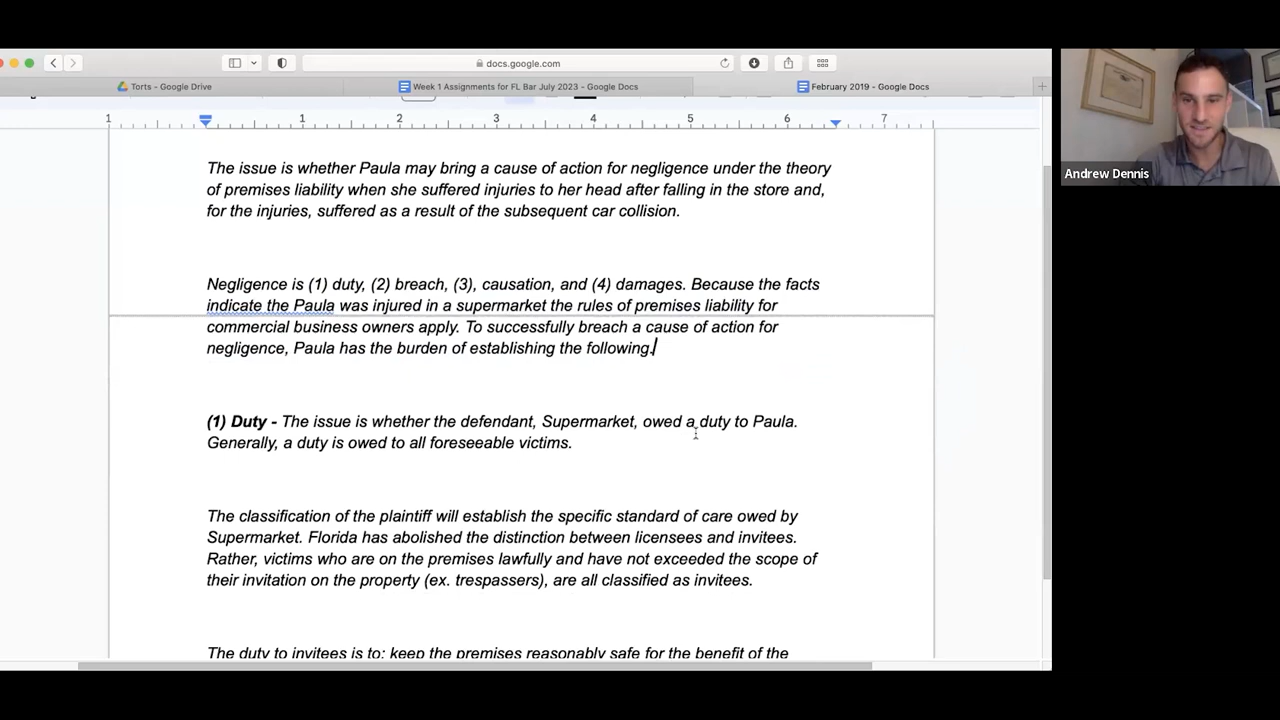 docs.google.com
Torts - Google Drive
Week 1 Assignments for FL Bar July 2023 - Google Docs
February 2019 - Google Docs
1 1 2 3 4 5 6 7
The issue is whether Paula may bring a cause of action for negligence under the theory
of premises liability when she suffered injuries to her head after falling in the store and,
for the injuries, suffered as a result of the subsequent car collision.
Negligence is (1) duty, (2) breach, (3), causation, and (4) damages. Because the facts
indicate the Paula was injured in a supermarket the rules of premises liability for
commercial business owners apply. To successfully breach a cause of action for
negligence, Paula has the burden of establishing the following.
(1) Duty - The issue is whether the defendant, Supermarket, owed a duty to Paula.
Generally, a duty is owed to all foreseeable victims.
The classification of the plaintiff will establish the specific standard of care owed by
Supermarket. Florida has abolished the distinction between licensees and invitees.
Rather, victims who are on the premises lawfully and have not exceeded the scope of
their invitation on the property (ex. trespassers), are all classified as invitees.
The duty to invitees is to: keep the premises reasonably safe for the benefit of the
Andrew Dennis